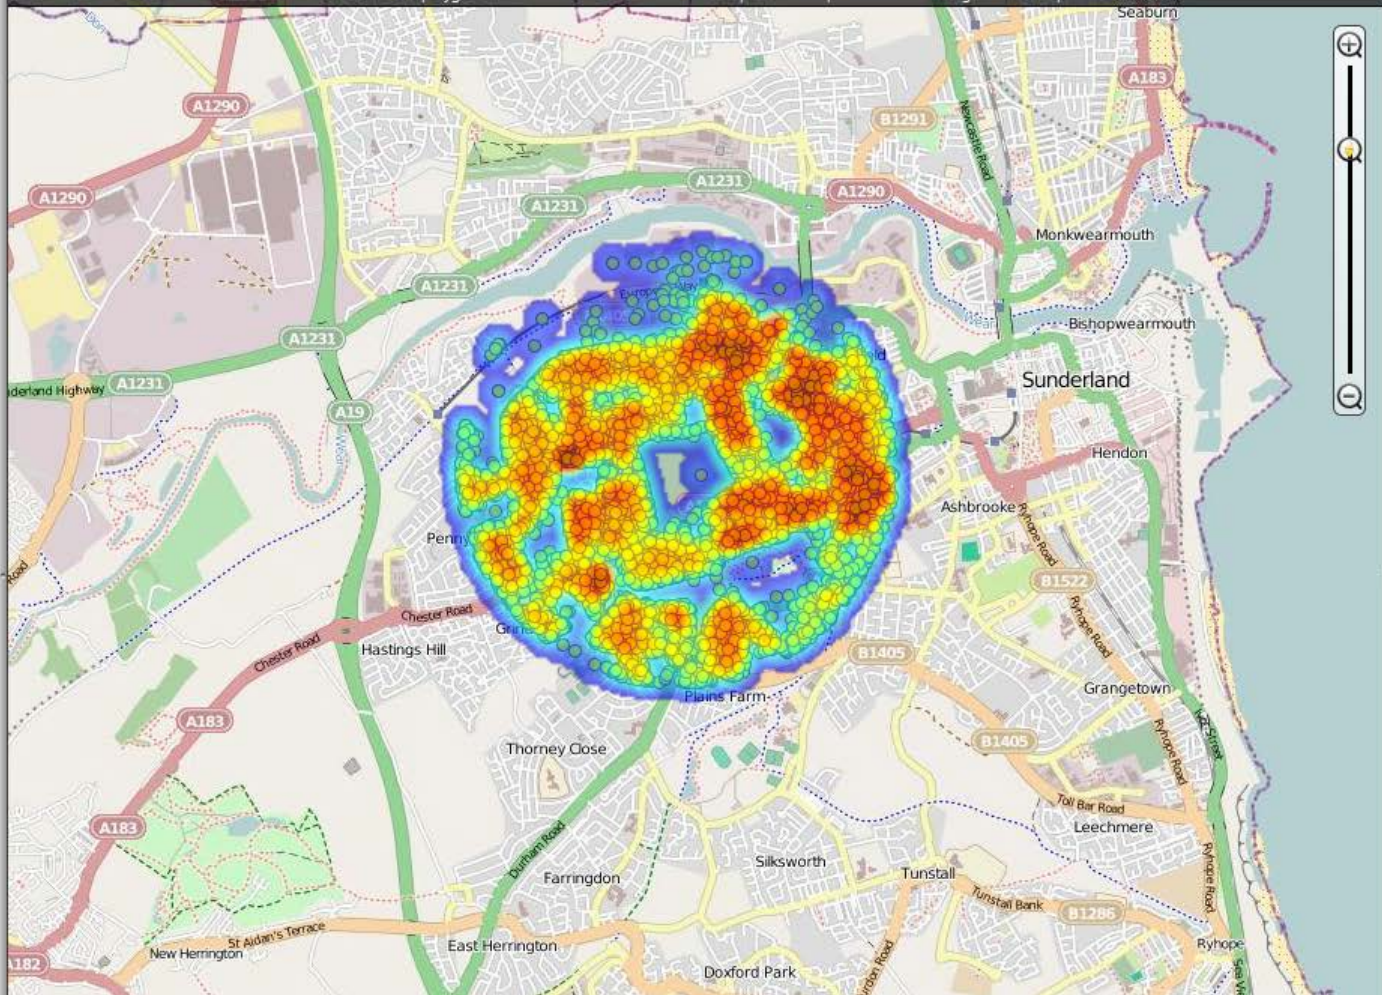 Seaburn
A183
A1290
B1291
Newcastle Road
A1231
A1290
A1290
A1231
Monkwearmouth
A1231
Bishopwearmouth
A1231
A1231
Sunderland
A19
Hendon
Ashbrooke
Penny
Ryhope Road
B1522
Chester Road
Ryhope Road
Chester Road
Hastings Hill
B1405
Grangetown
Plains Farm
A183
B1405
Thorney Close
Ryhope Road
Toll Bar Road
A183
Leechmere
Durham Road
Silksworth
Farringdon
Tunstall
Ryhope Road
Tunstall Bank
B1286
St Aidan's Terrace
East Herrington
Ryhope
New Herrington
A182
Doxford Park